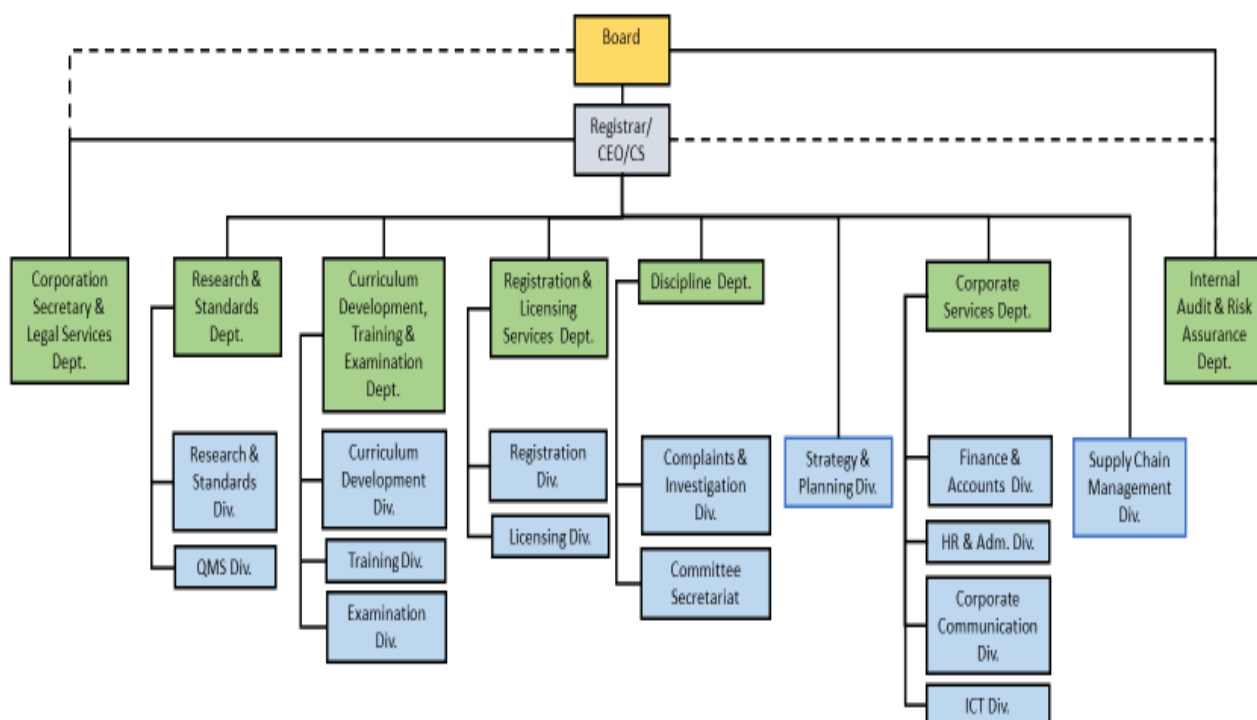 Board
Registrar/
CEO/CS
Corporation
Secretary &
Legal Services
Dept.
Research &
Standards
Dept.
Curriculum
Development,
Training &
Examination
Dept.
Registration &
Licensing
Services Dept.
Discipline Dept.
Corporate
Services Dept.
Internal
Audit & Risk
Assurance
Dept.
Research &
Standards
Div.
QMS Div.
Curriculum
Development
Div.
Training Div.
Examination
Div.
Registration
Div.
Licensing Div.
Complaints &
Investigation
Div.
Committee
Secretariat
Strategy &
Planning Div.
Finance &
Accounts Div.
HR & Adm. Div.
Corporate
Communication
Div.
ICT Div.
Supply Chain
Management
Div.